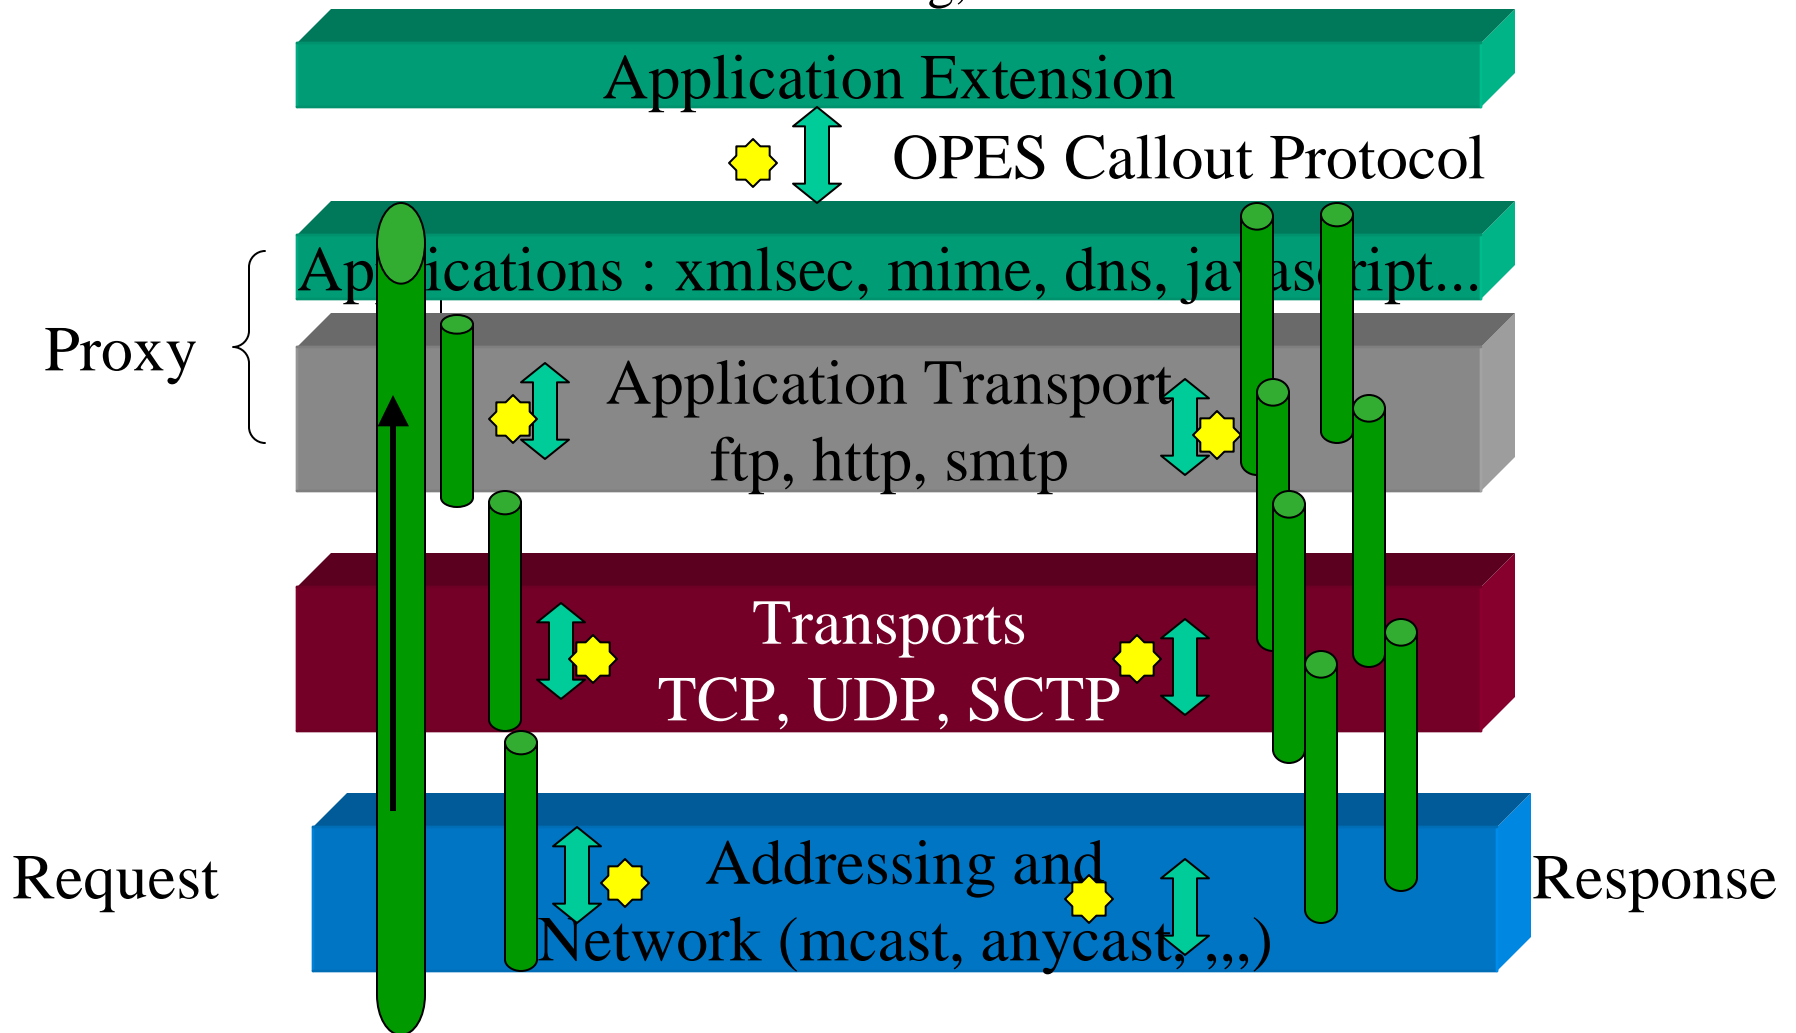 Application Extension
OPES Callout Protocol
Applications : xmlsec, mime, dns, javascript...
Proxy
Application Transport
ftp, http, smtp
Transports
TCP, UDP, SCTP
Request
Addressing and
Network (mcast, anycast, ,,,)
Response